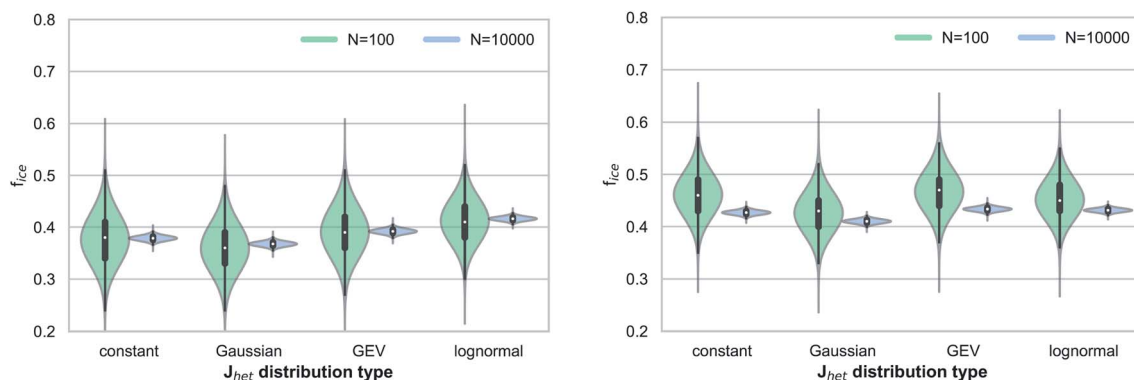 0.8
N=100 N=10000
0.7
0.6
f_ice 0.5
0.4
0.3
0.2
constant Gaussian GEV lognormal
J_het distribution type
0.8
N=100 N=10000
0.7
0.6
f_ice 0.5
0.4
0.3
0.2
constant Gaussian GEV lognormal
J_het distribution type